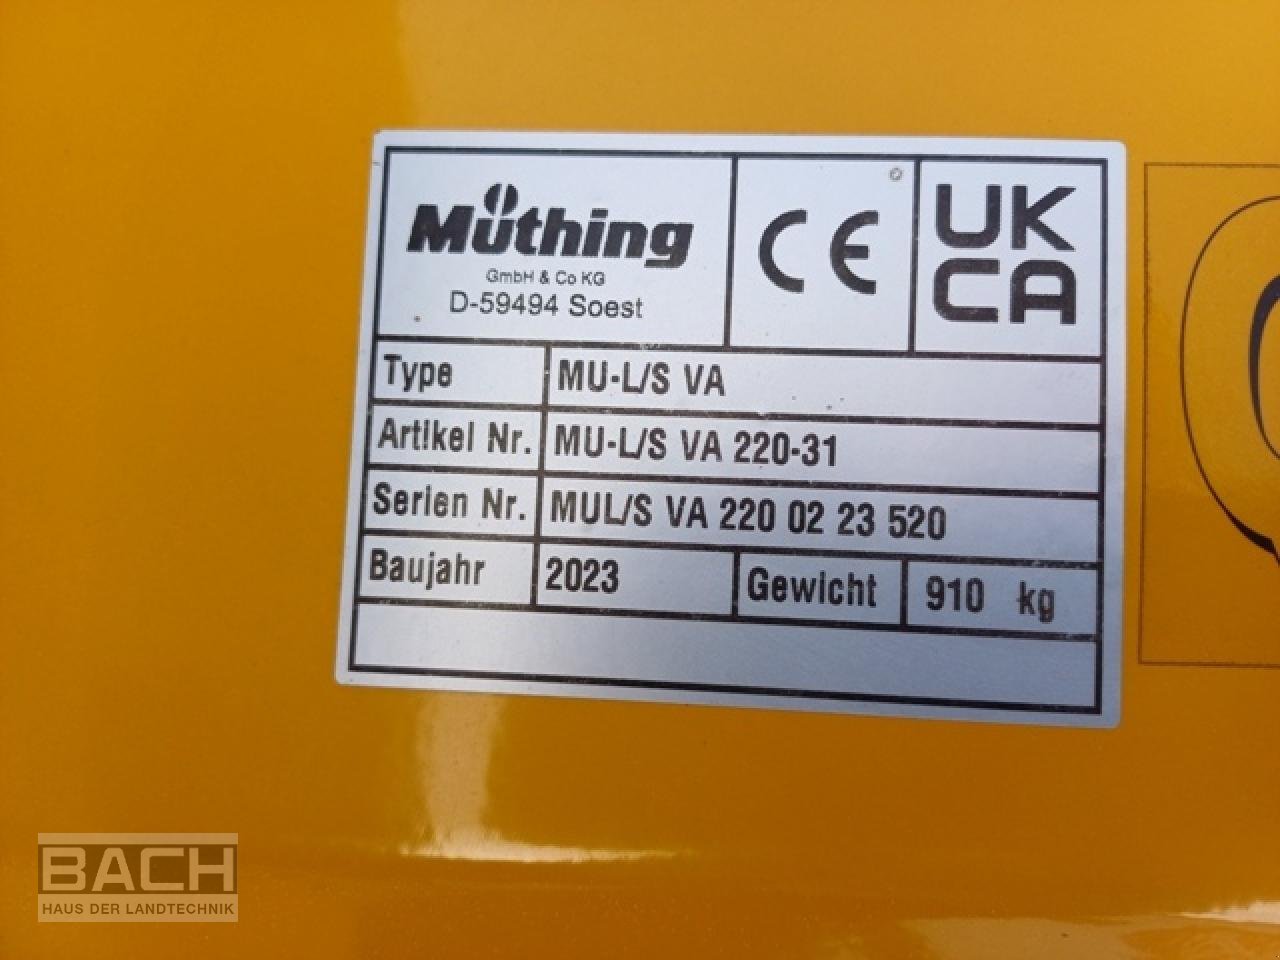 Müthing
GmbH & Co KG
D-59494 Soest
CE
UK
CA
Type MU-L/S VA
Artikel Nr. MU-L/S VA 220-31
Serien Nr. MUL/S VA 220 02 23 520
Baujahr 2023 Gewicht 910 kg
BACH
HAUS DER LANDTECHNIK